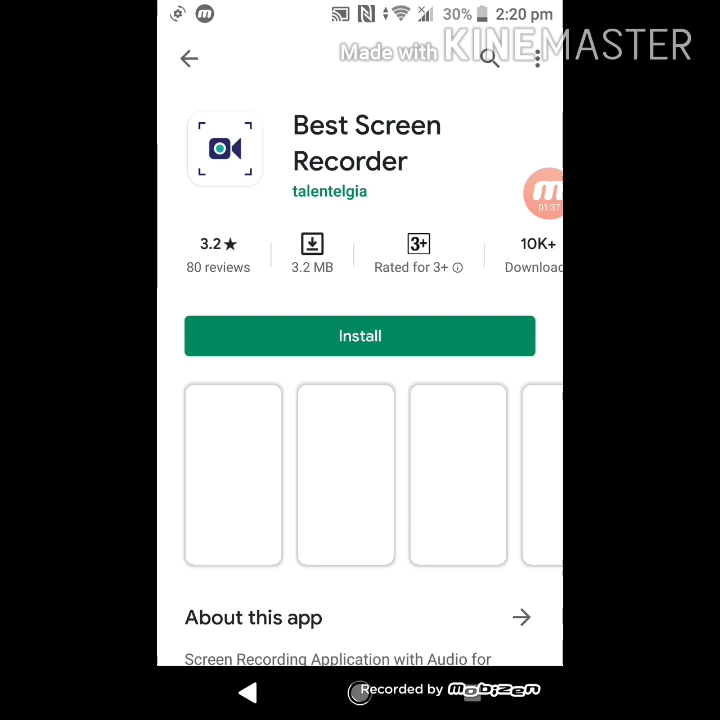 30% 2:20 pm
Made with KINEMASTER
Best Screen
Recorder
talentelgia
01:37
3.2★ 3+ 10K+
80 reviews 3.2 MB Rated for 3+ Download
Install
About this app
Screen Recording Application with Audio for
Recorded by mobizen